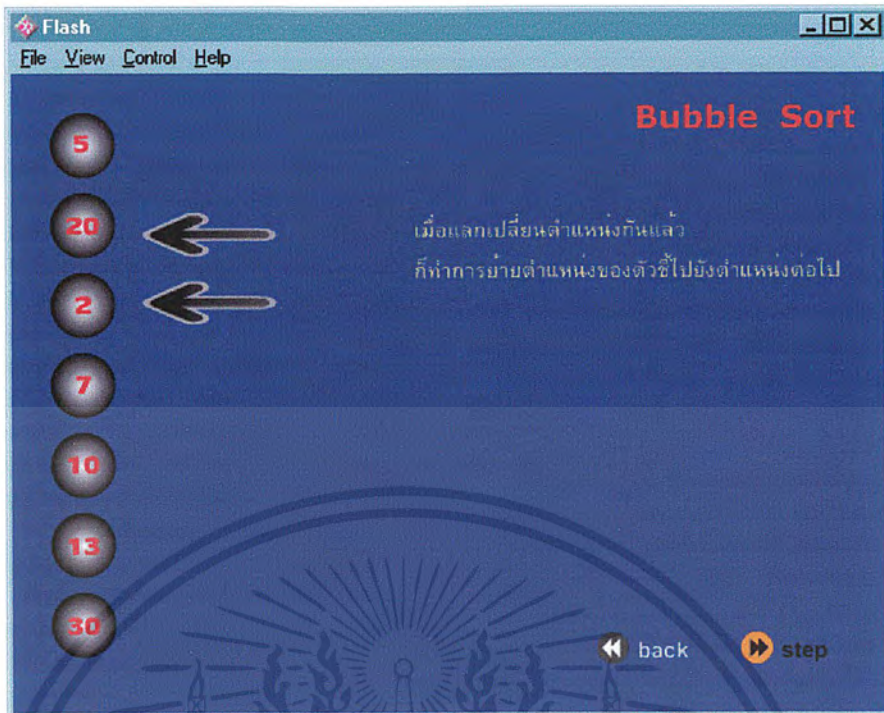 Flash
File View Control Help
Bubble Sort
5
20
2
7
10
13
30
เมื่อแลกเปลี่ยนตำแหน่งกันแล้ว
ก็ทำการย้ายตำแหน่งของตัวชี้ไปยังตำแหน่งต่อไป
back step